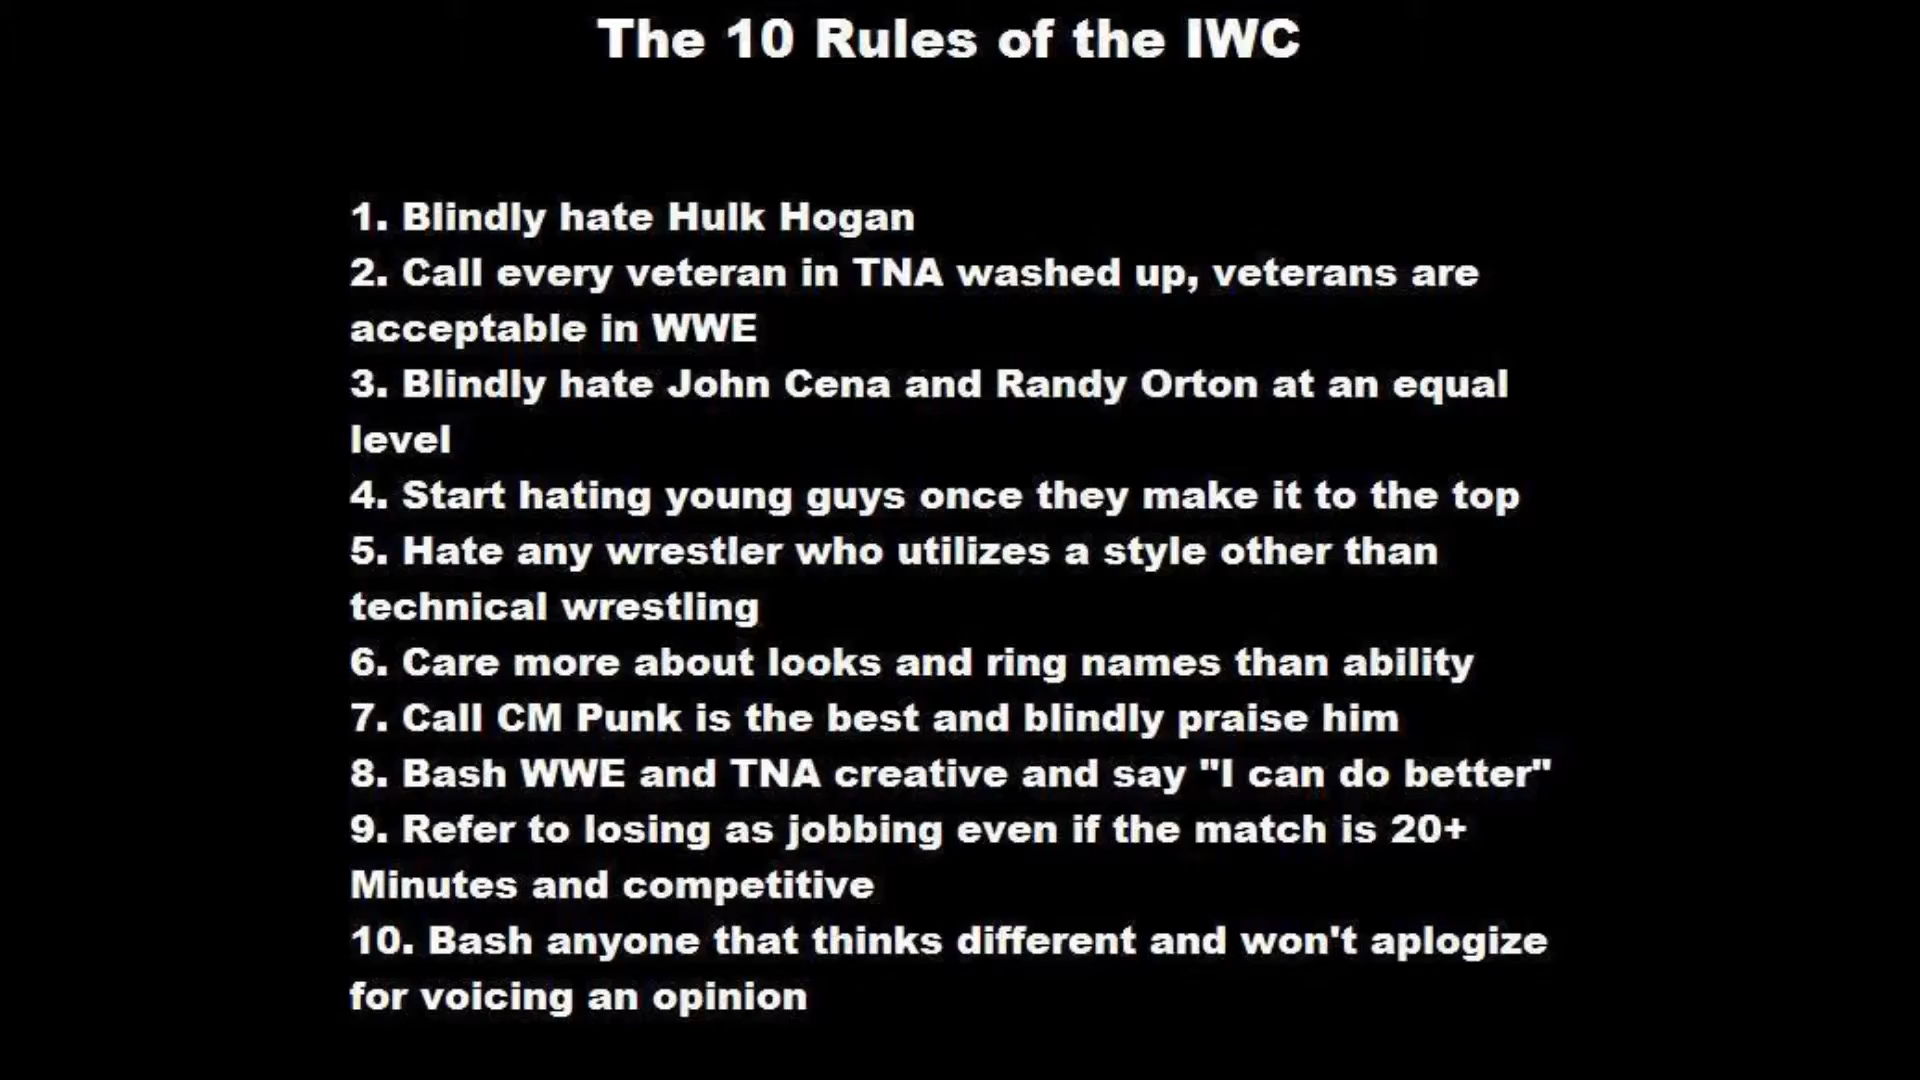 The 10 Rules of the IWC
1. Blindly hate Hulk Hogan
2. Call every veteran in TNA washed up, veterans are
acceptable in WWE
3. Blindly hate John Cena and Randy Orton at an equal
level
4. Start hating young guys once they make it to the top
5. Hate any wrestler who utilizes a style other than
technical wrestling
6. Care more about looks and ring names than ability
7. Call CM Punk is the best and blindly praise him
8. Bash WWE and TNA creative and say "I can do better"
9. Refer to losing as jobbing even if the match is 20+
Minutes and competitive
10. Bash anyone that thinks different and won't aplogize
for voicing an opinion